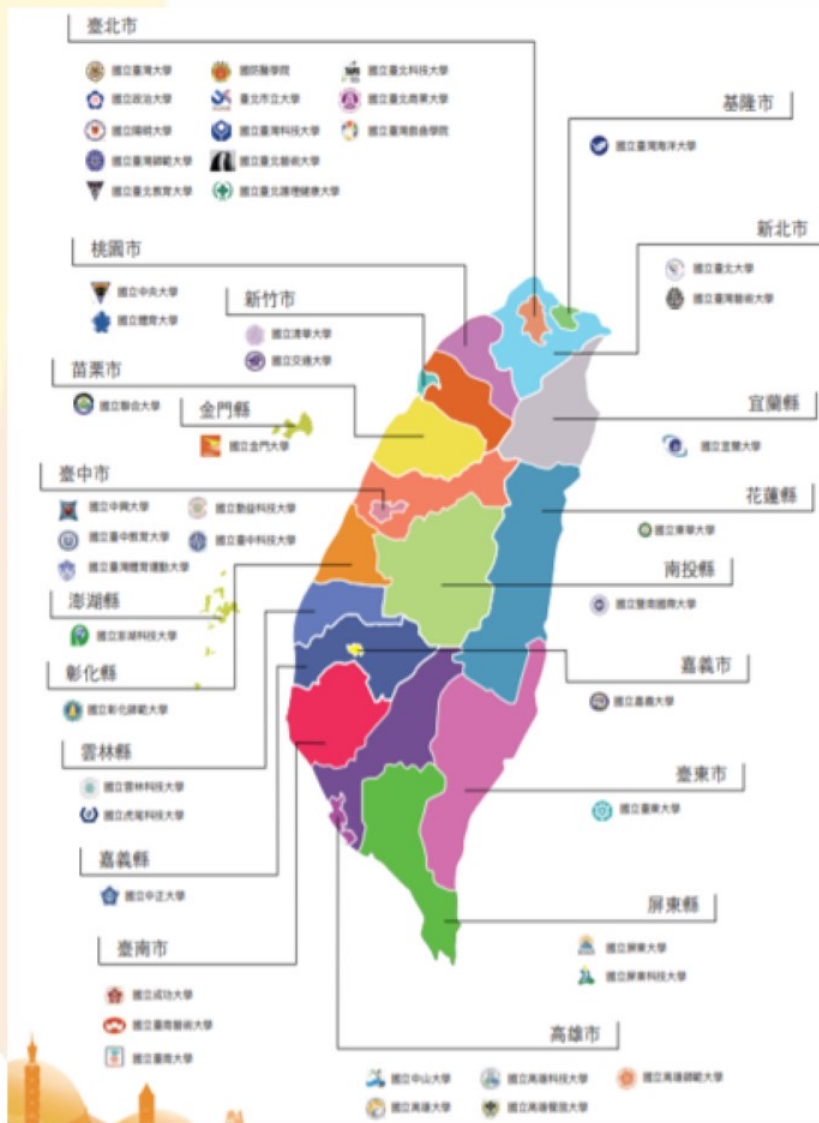 臺北市
國立臺灣大學
國防醫學院
國立臺北科技大學
國立政治大學
臺北市立大學
國立臺北商業大學
國立陽明大學
國立臺灣科技大學
國立臺灣戲曲學院
國立臺灣師範大學
國立臺北藝術大學
國立臺北教育大學
國立臺北護理健康大學
基隆市
國立臺灣海洋大學
新北市
國立臺北大學
國立臺灣藝術大學
桃園市
國立中央大學
國立體育大學
新竹市
國立清華大學
國立交通大學
苗栗市
國立聯合大學
金門縣
國立金門大學
宜蘭縣
國立宜蘭大學
臺中市
國立中興大學
國立勤益科技大學
國立臺中教育大學
國立臺中科技大學
國立臺灣體育運動大學
花蓮縣
國立東華大學
南投縣
國立暨南國際大學
澎湖縣
國立澎湖科技大學
嘉義市
國立嘉義大學
彰化縣
國立彰化師範大學
雲林縣
國立雲林科技大學
國立虎尾科技大學
臺東市
國立臺東大學
嘉義縣
國立中正大學
屏東縣
國立屏東大學
國立屏東科技大學
臺南市
國立成功大學
國立臺南藝術大學
國立臺南大學
高雄市
國立中山大學
國立高雄科技大學
國立高雄師範大學
國立高雄大學
國立高雄餐旅大學